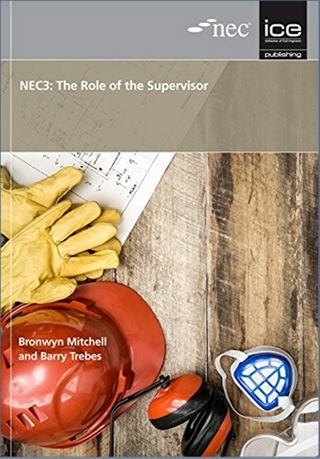 nec
ice
Institution of Civil Engineers
publishing
NEC3: The Role of the Supervisor
Bronwyn Mitchell
and Barry Trebes